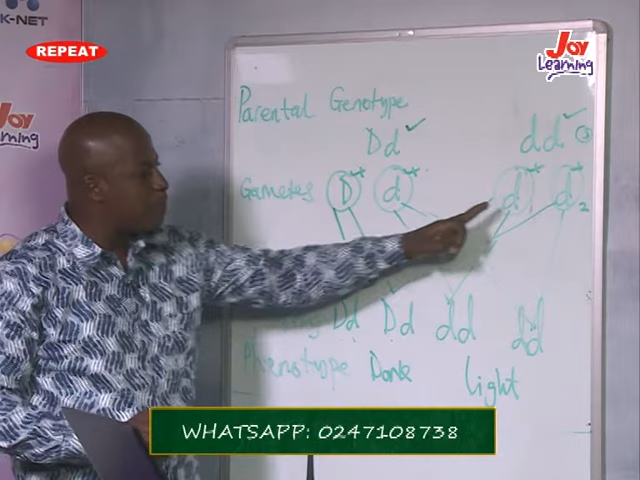 K-NET
REPEAT
Joy
Learning
Joy
Learning
Parental Genotype
Dd dd
Gametes D d d d 2
Dd Dd dd dd
Phenotype Dark light
WHATSAPP: 0247108738